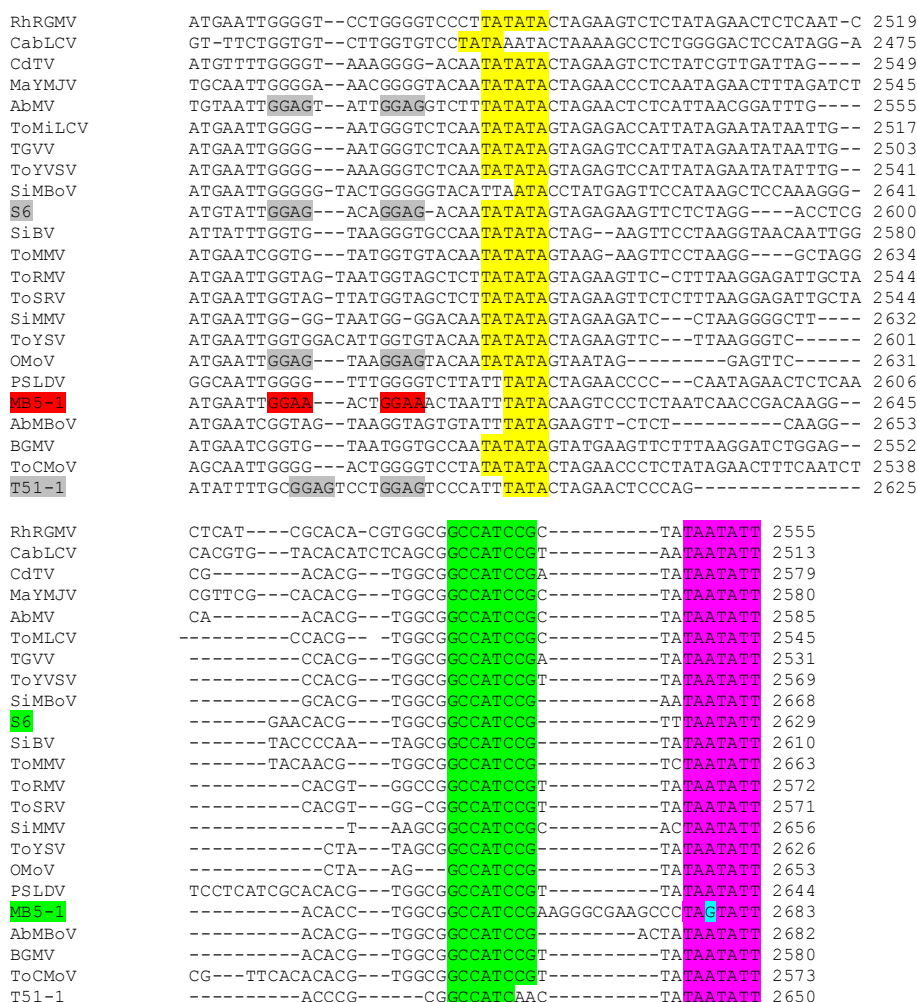 RhRGMV ATGAATTGGGGT--CCTGGGGTCCCTTATATACTAGAAGTCTCTATAGAACTCTCAAT-C 2519
CabLCV GT-TTCTGGTGT--CTTGGTGTCCTATAAATACTAAAAGCCTCTGGGGACTCCATAGG-A 2475
CdTV ATGTTTTGGGGT--AAAGGGG-ACAATATATACTAGAAGTCTCTATCGTTGATTAG---- 2549
MaYMJV TGCAATTGGGGA--AACGGGGTACAATATATACTAGAACCCTCAATAGAACTTTAGATCT 2545
AbMV TGTAATTGGAGT--ATTGGAGGTCTTTATATACTAGAACTCTCATTAACGGATTTG---- 2555
ToMiLCV ATGAATTGGGG---AATGGGTCTCAATATATAGTAGAGACCATTATAGAATATAATTG-- 2517
TGVV ATGAATTGGGG---AATGGGTCTCAATATATAGTAGAGTCCATTATAGAATATAATTG-- 2503
ToYVSV ATGAATTGGGG---AAAGGGTCTCAATATATAGTAGAGTCCATTATAGAATATATTTG-- 2541
SiMBoV ATGAATTGGGGG-TACTGGGGGTACATTAATACCTATGAGTTCCATAAGCTCCAAAGGG- 2641
S6 ATGTATTGGAG---ACAGGAG-ACAATATATAGTAGAGAAGTTCTCTAGG----ACCTCG 2600
SiBV ATTATTTGGTG---TAAGGGTGCCAATATATACTAG--AAGTTCCTAAGGTAACAATTGG 2580
ToMMV ATGAATCGGTG---TATGGTGTACAATATATAGTAAG-AAGTTCCTAAGG----GCTAGG 2634
ToRMV ATGAATTGGTAG-TAATGGTAGCTCTTATATAGTAGAAGTTC-CTTTAAGGAGATTGCTA 2544
ToSRV ATGAATTGGTAG-TTATGGTAGCTCTTATATAGTAGAAGTTCTCTTTAAGGAGATTGCTA 2544
SiMMV ATGAATTGG-GG-TAATGG-GGACAATATATAGTAGAAGATC---CTAAGGGGCTT---- 2632
ToYSV ATGAATTGGTGGACATTGGTGTACAATATATAGTAGAAGTTC---TTAAGGGTC------ 2601
OMoV ATGAATTGGAG---TAAGGAGTACAATATATAGTAATAG---------GAGTTC------ 2631
PSLDV GGCAATTGGGG---TTTGGGGTCTTATTTATACTAGAACCCC---CAATAGAACTCTCAA 2606
MB5-1 ATGAATTGGAA---ACTGGAAACTAATTTATACAAGTCCCTCTAATCAACCGACAAGG-- 2645
AbMBoV ATGAATCGGTAG--TAAGGTAGTGTATTTATAGAAGTT-CTCT----------CAAGG-- 2653
BGMV ATGAATCGGTG---TAATGGTGCCAATATATAGTATGAAGTTCTTTAAGGATCTGGAG-- 2552
ToCMoV AGCAATTGGGG---ACTGGGGTCCTATATATACTAGAACCCTCTATAGAACTTTCAATCT 2538
T51-1 ATATTTTGCGGAGTCCTGGAGTCCCATTTATACTAGAACTCCCAG--------------- 2625
RhRGMV CTCAT----CGCACA-CGTGGCGGCCATCCGC----------TATAATATT 2555
CabLCV CACGTG--TACACATCTCAGCGGCCATCCGT----------AATAATATT 2513
CdTV CG-------ACACG---TGGCGGCCATCCGA----------TATAATATT 2579
MaYMJV CGTTCG---CACACG---TGGCGGCCATCCGC----------TATAATATT 2580
AbMV CA-------ACACG---TGGCGGCCATCCGC----------TATAATATT 2585
ToMLCV ----------CCACG-- -TGGCGGCCATCCGC----------TATAATATT 2545
TGVV ----------CCACG---TGGCGGCCATCCGA----------TATAATATT 2531
ToYVSV ----------CCACG---TGGCGGCCATCCGT----------TATAATATT 2569
SiMBoV ----------GCACG---TGGCGGCCATCCGC----------AATAATATT 2668
S6 -------GAACACG---TGGCGGCCATCCG-----------TTTAATATT 2629
SiBV -------TACCCCAA---TAGCGGCCATCCG-----------TATAATATT 2610
ToMMV -------TACAACG---TGGCGGCCATCCG-----------TCTAATATT 2663
ToRMV ----------CACGT---GGCCGGCCATCCGT----------TATAATATT 2572
ToSRV ----------CACGT---GG-CGGCCATCCGT----------TATAATATT 2571
SiMMV --------------T---AAGCGGCCATCCGC----------ACTAATATT 2656
ToYSV ------------CTA---TAGCGGCCATCCGT----------TATAATATT 2626
OMoV ------------CTA---AG---GGCCATCCGC----------TATAATATT 2653
PSLDV TCCTCATCGCACACG---TGGCGGCCATCCGT----------TATAATATT 2644
MB5-1 ----------ACACC---TGGCGGCCATCCGAAGGGCGAAGCCCTAGTATT 2683
AbMBoV ----------ACACG---TGGCGGCCATCCG---------ACTATAATATT 2682
BGMV ----------ACACG---TGGCGGCCATCCGT----------TATAATATT 2580
ToCMoV CG---TTCACACACG---TGGCGGCCATCCGT----------TATAATATT 2573
T51-1 ----------ACCCG-----CGGCCATCAAC-----------TATAATATT 2650